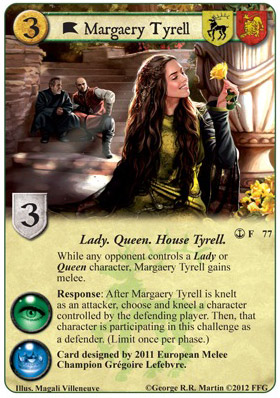 3
Margaery Tyrell
3
F 77
Lady. Queen. House Tyrell.
While any opponent controls a Lady or
Queen character, Margaery Tyrell gains
melee.
Response: After Margaery Tyrell is knelt
as an attacker, choose and kneel a character
controlled by the defending player. Then, that
character is participating in this challenge as
a defender. (Limit once per phase.)
Card designed by 2011 European Melee
Champion Grégoire Lefebvre.
Illus. Magali Villeneuve
©George R.R. Martin ©2012 FFG